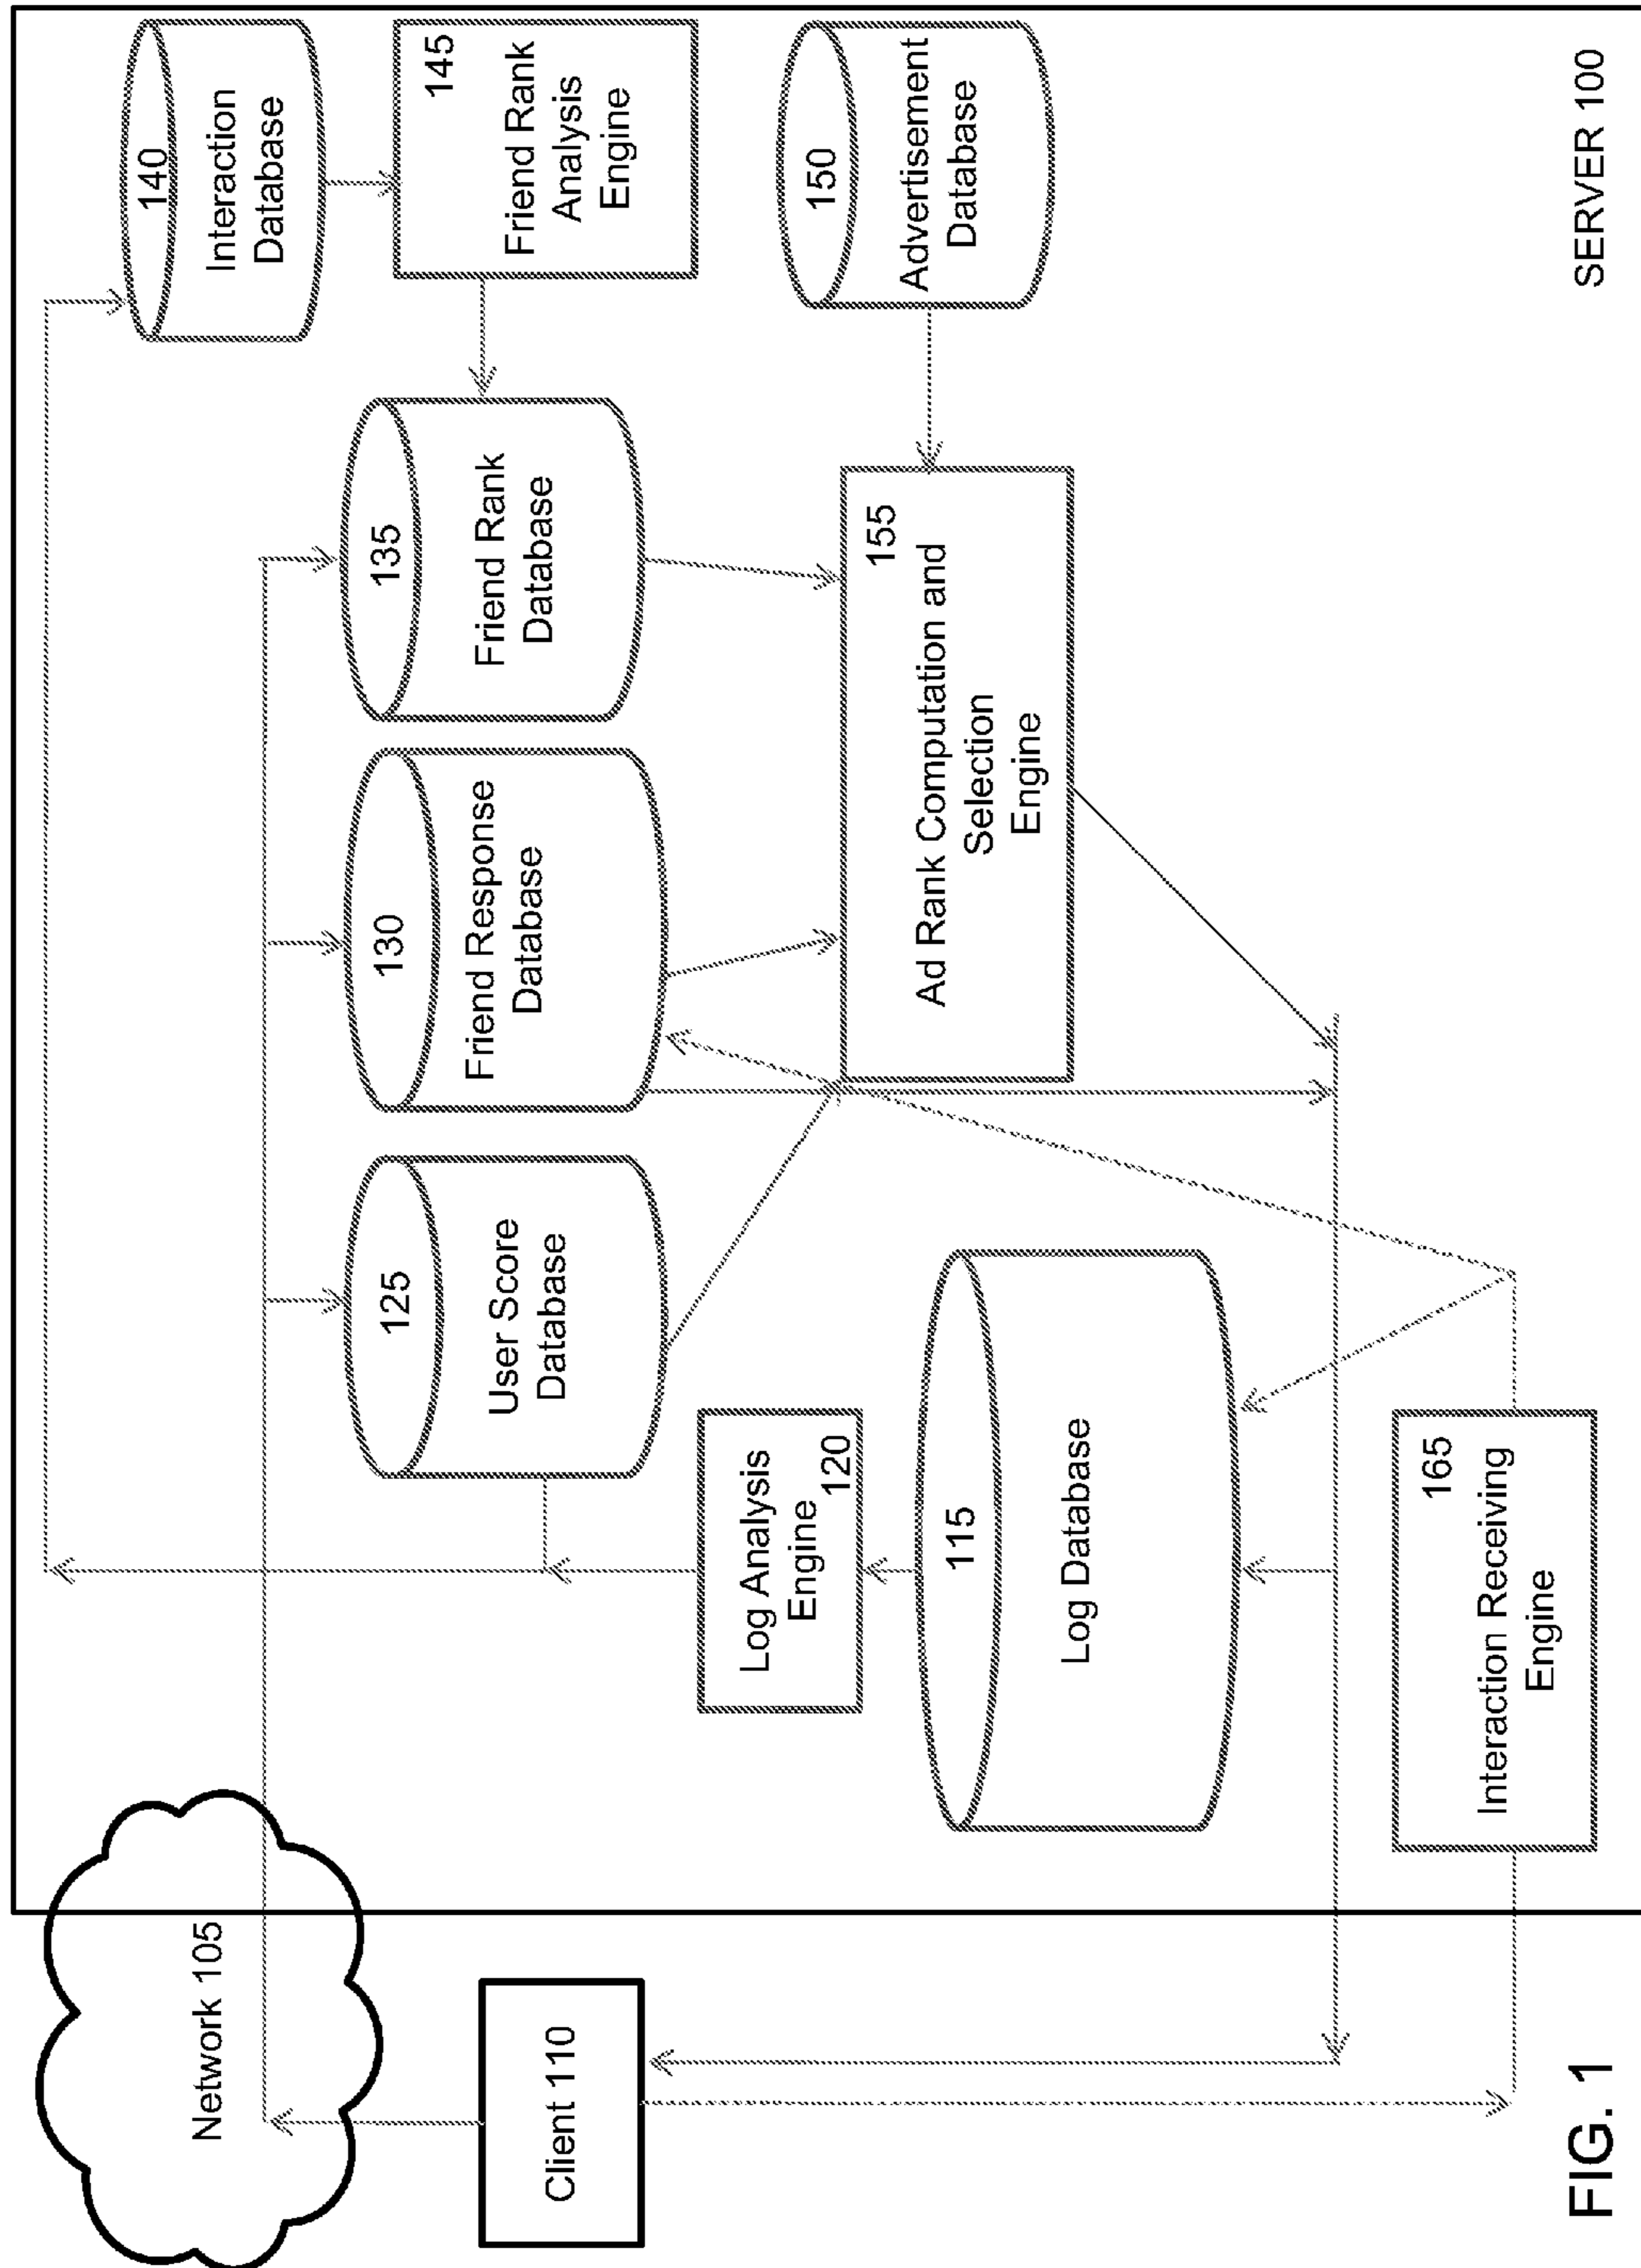 Network 105
Client 110
140
Interaction
Database
145
Friend Rank
Analysis
Engine
125
User Score
Database
130
Friend Response
Database
135
Friend Rank
Database
150
Advertisement
Database
Log Analysis
Engine
120
155
Ad Rank Computation and
Selection
Engine
115
Log Database
165
Interaction Receiving
Engine
SERVER 100
FIG. 1